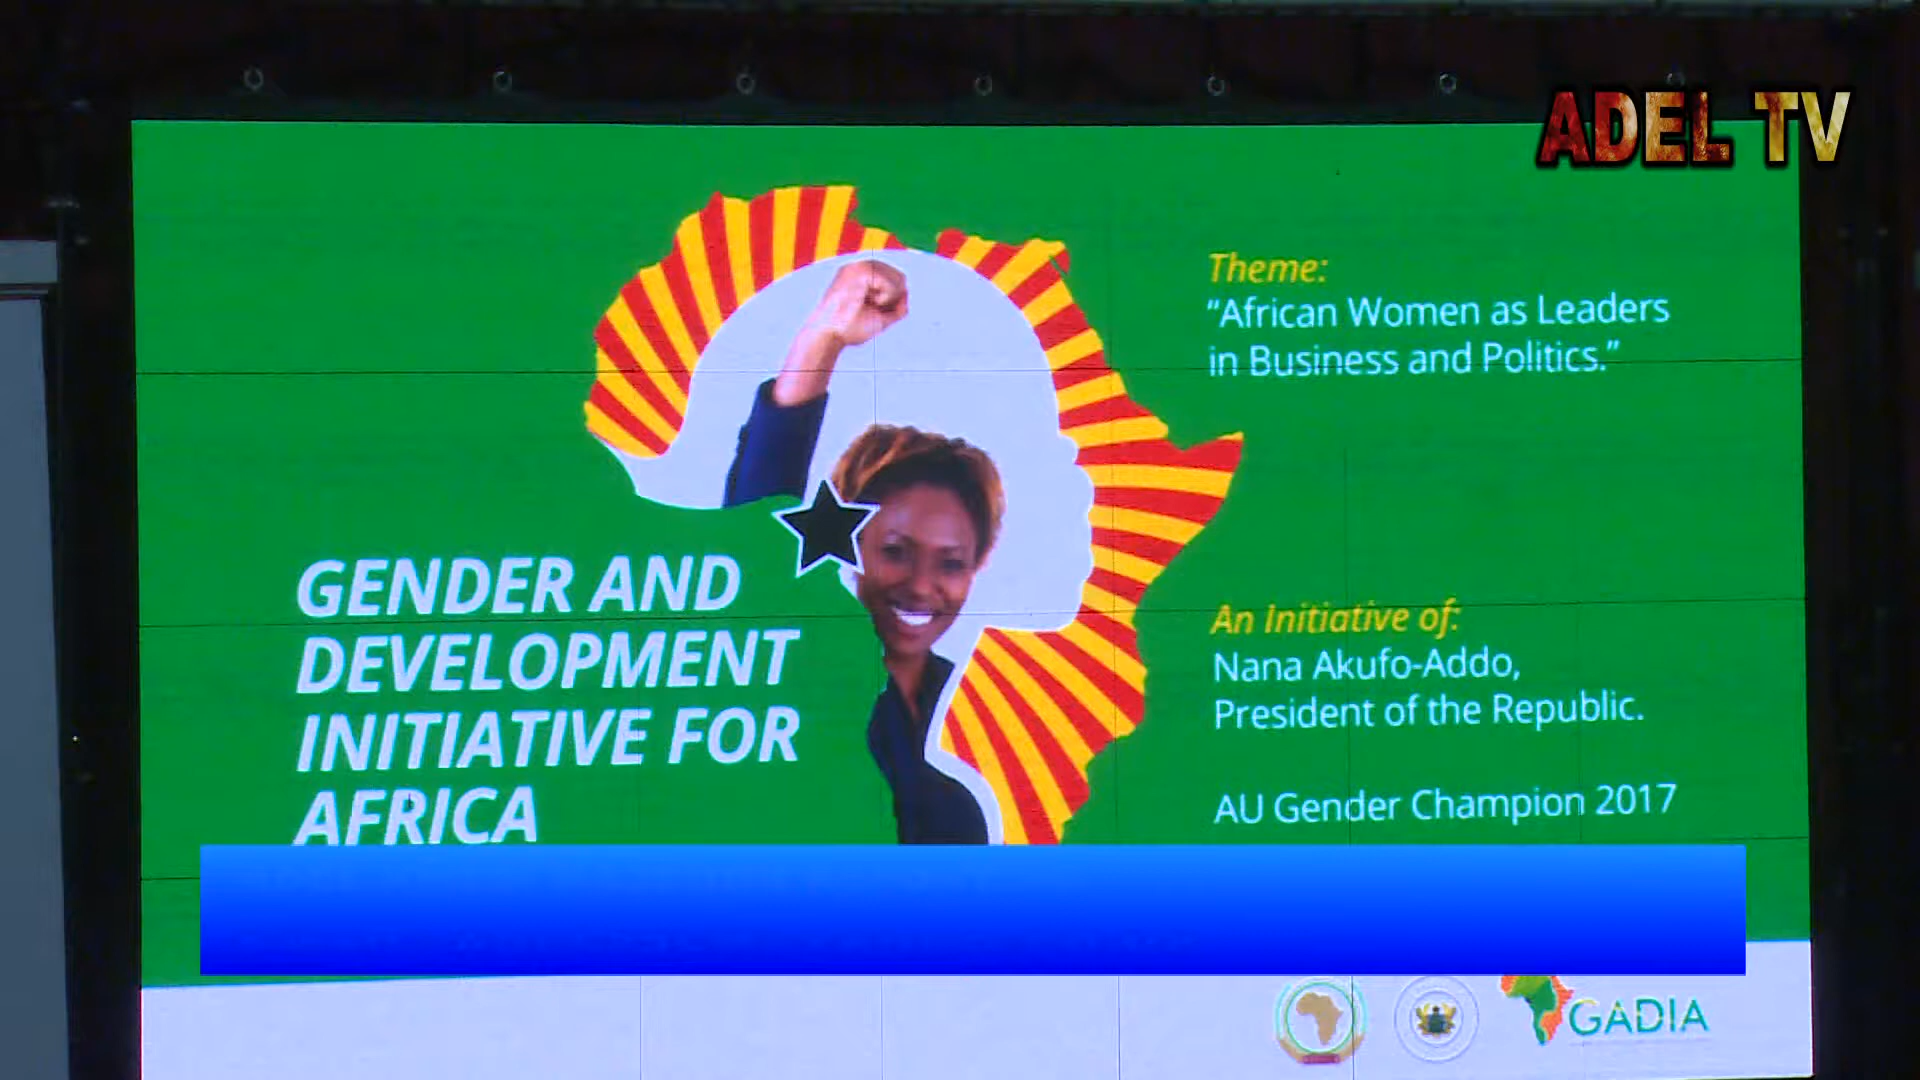 ADEL TV
Theme:
“African Women as Leaders
in Business and Politics.”
GENDER AND
DEVELOPMENT
INITIATIVE FOR
AFRICA
An Initiative of:
Nana Akufo-Addo,
President of the Republic.
AU Gender Champion 2017
GADIA